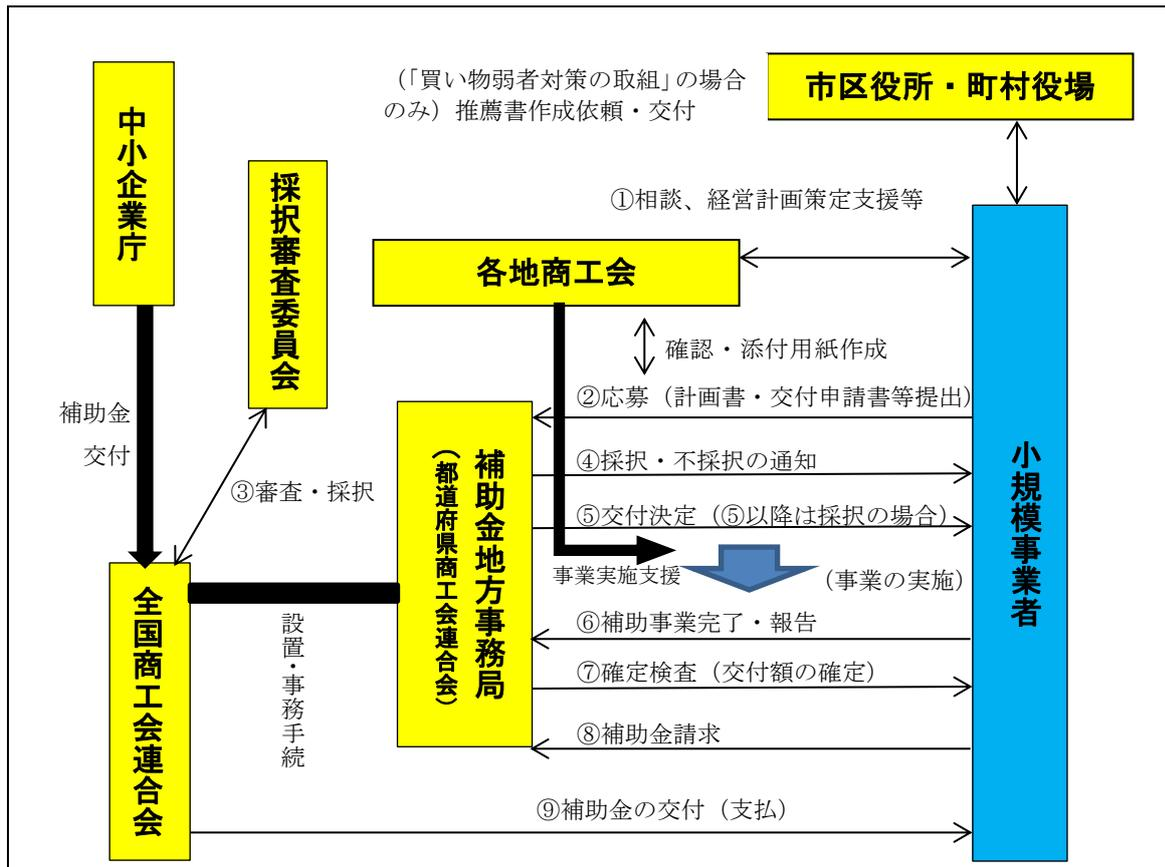 (「買い物弱者対策の取組」の場合
のみ)推薦書作成依頼・交付
市区役所・町村役場
中小企業庁
採択審査委員会
①相談、経営計画策定支援等
各地商工会
確認・添付用紙作成
補助金
交付
②応募(計画書・交付申請書等提出)
③審査・採択
④採択・不採択の通知
⑤交付決定(⑤以降は採択の場合)
事業実施支援
(事業の実施)
補助金地方事務局
(都道府県商工会連合会)
小規模事業者
全国商工会連合会
設置・事務手続
⑥補助事業完了・報告
⑦確定検査(交付額の確定)
⑧補助金請求
⑨補助金の交付(支払)